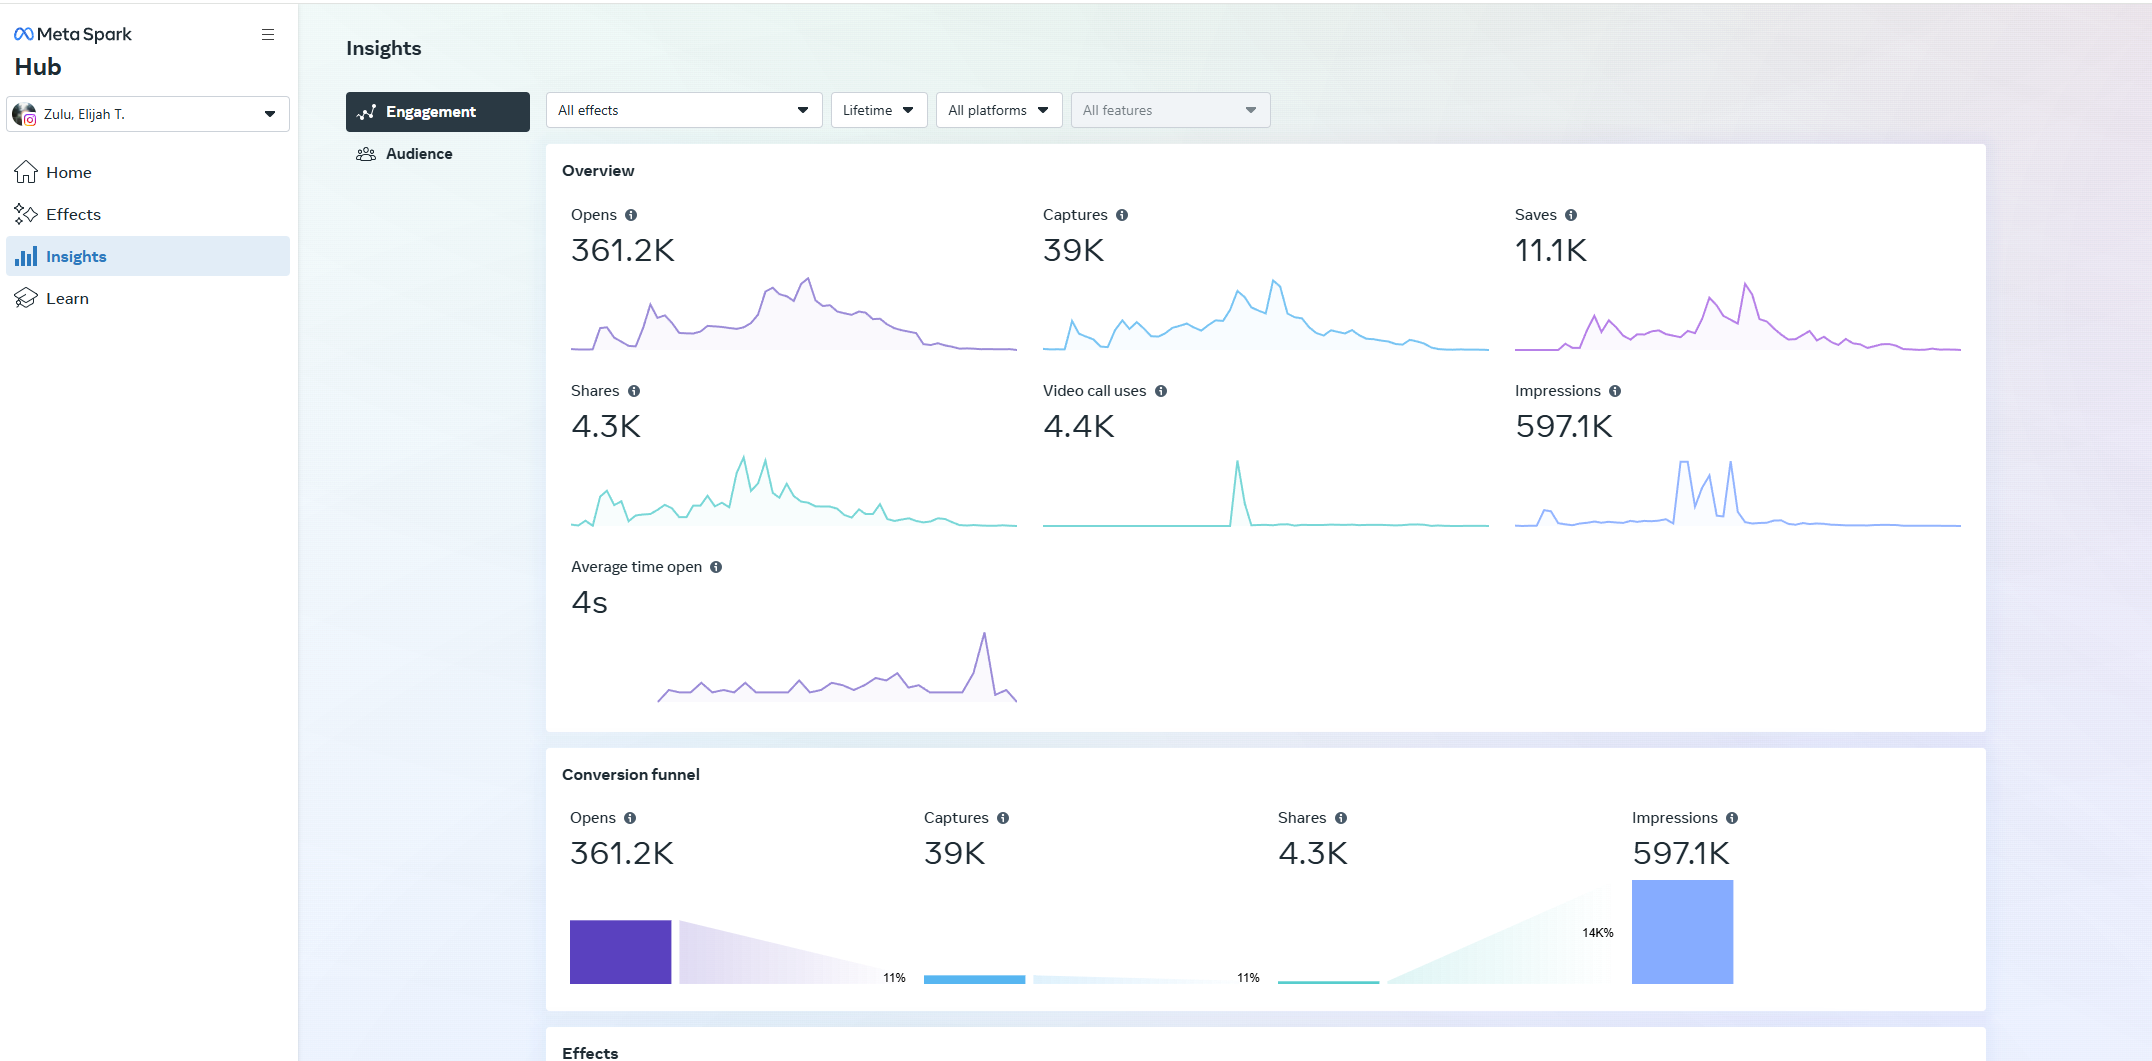 Meta Spark
Hub
Zulu, Elijah T.
Home
Effects
Insights
Learn
Insights
Engagement
Audience
All effects
Lifetime
All platforms
All features
Overview
Opens
361.2K
Captures
39K
Saves
11.1K
Shares
4.3K
Video call uses
4.4K
Impressions
597.1K
Average time open
4s
Conversion funnel
Opens
361.2K
Captures
39K
Shares
4.3K
Impressions
597.1K
11%
11%
14K%
Effects